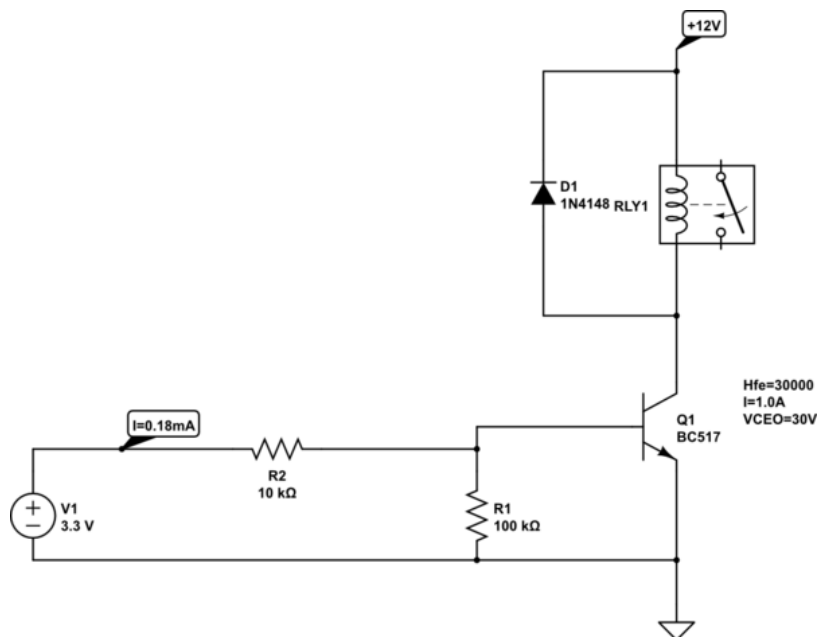 +12V
D1
1N4148
RLY1
Hfe=30000
I=1.0A
VCEO=30V
Q1
BC517
I=0.18mA
R2
10 kΩ
V1
3.3 V
R1
100 kΩ